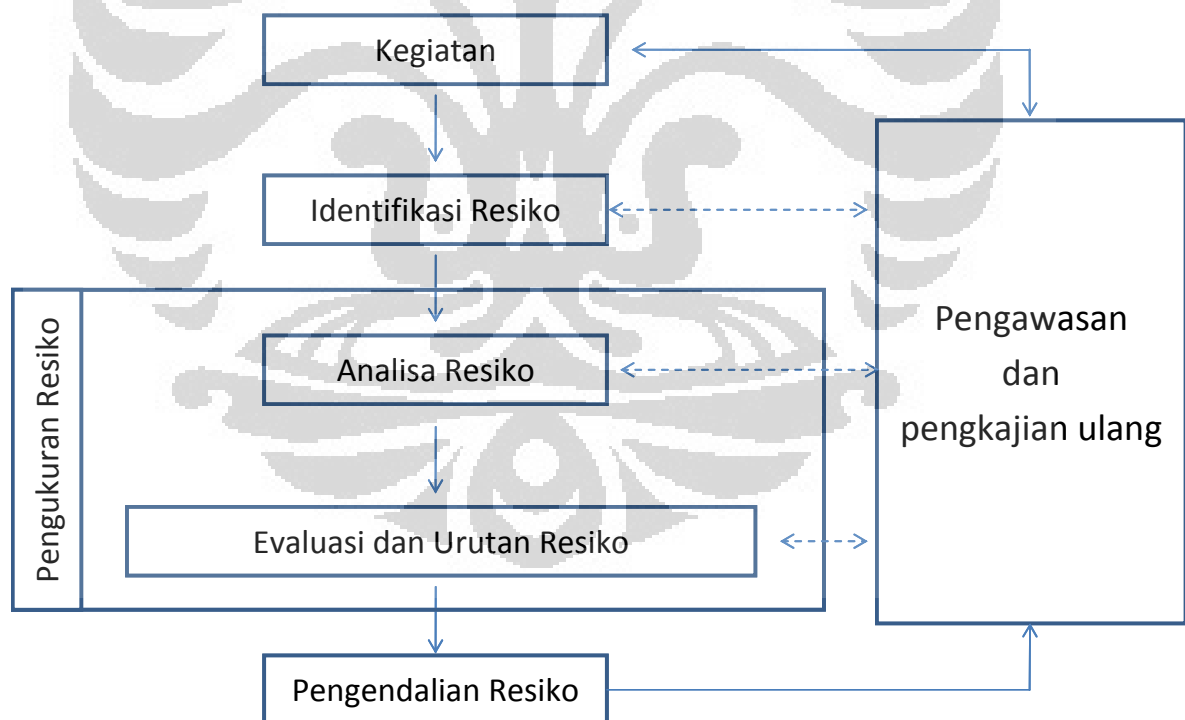 Kegiatan
Identifikasi Resiko
Pengukuran Resiko
Analisa Resiko
Evaluasi dan Urutan Resiko
Pengendalian Resiko
Pengawasan
dan
pengkajian ulang